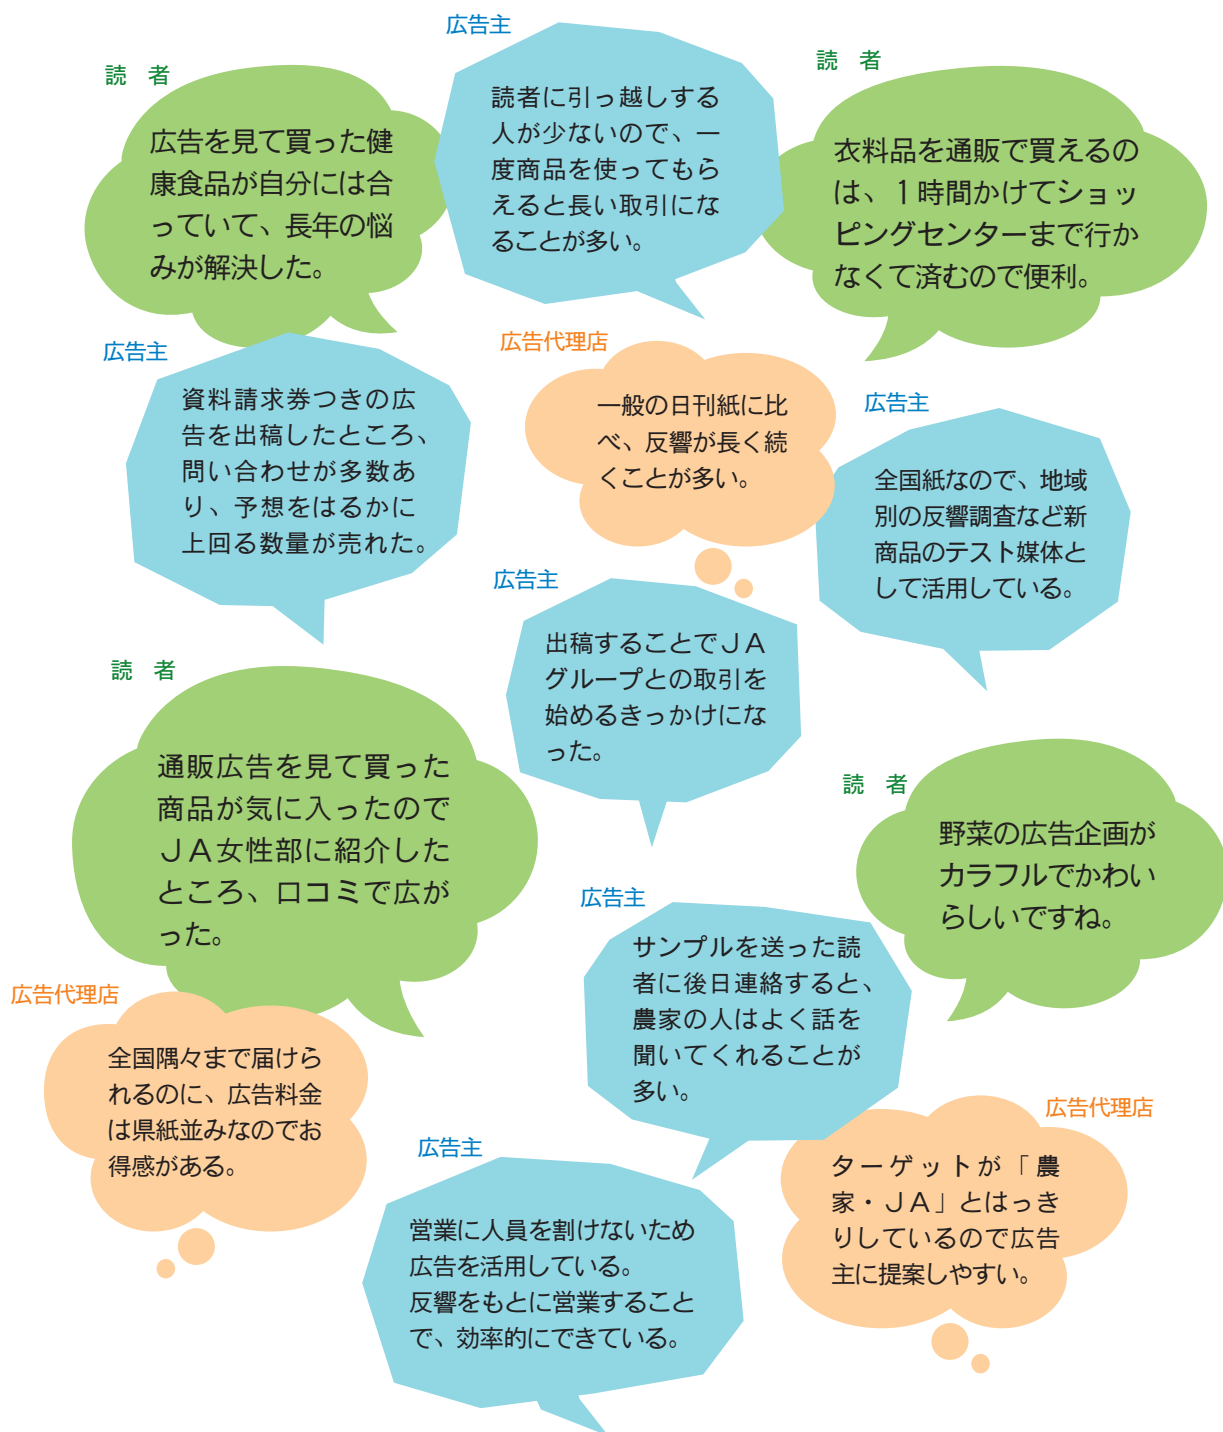 読　者
広告を見て買った健
康食品が自分には合
っていて、長年の悩
みが解決した。
広告主
読者に引っ越しする
人が少ないので、一
度商品を使ってもら
えると長い取引にな
ることが多い。
読　者
衣料品を通販で買えるの
は、１時間かけてショッ
ピングセンターまで行か
なくて済むので便利。
広告主
資料請求券つきの広
告を出稿したところ、
問い合わせが多数あ
り、予想をはるかに
上回る数量が売れた。
広告代理店
一般の日刊紙に比
べ、反響が長く続
くことが多い。
広告主
全国紙なので、地域
別の反響調査など新
商品のテスト媒体と
して活用している。
広告主
出稿することでＪＡ
グループとの取引を
始めるきっかけにな
った。
読　者
通販広告を見て買った
商品が気に入ったので
ＪＡ女性部に紹介した
ところ、口コミで広が
った。
読　者
野菜の広告企画が
カラフルでかわい
らしいですね。
広告主
サンプルを送った読
者に後日連絡すると、
農家の人はよく話を
聞いてくれることが
多い。
広告代理店
全国隅々まで届けら
れるのに、広告料金
は県紙並みなのでお
得感がある。
広告主
営業に人員を割けないため
広告を活用している。
反響をもとに営業すること
で、効率的にできている。
広告代理店
ターゲットが「農
家・ＪＡ」とはっき
りしているので広告
主に提案しやすい。